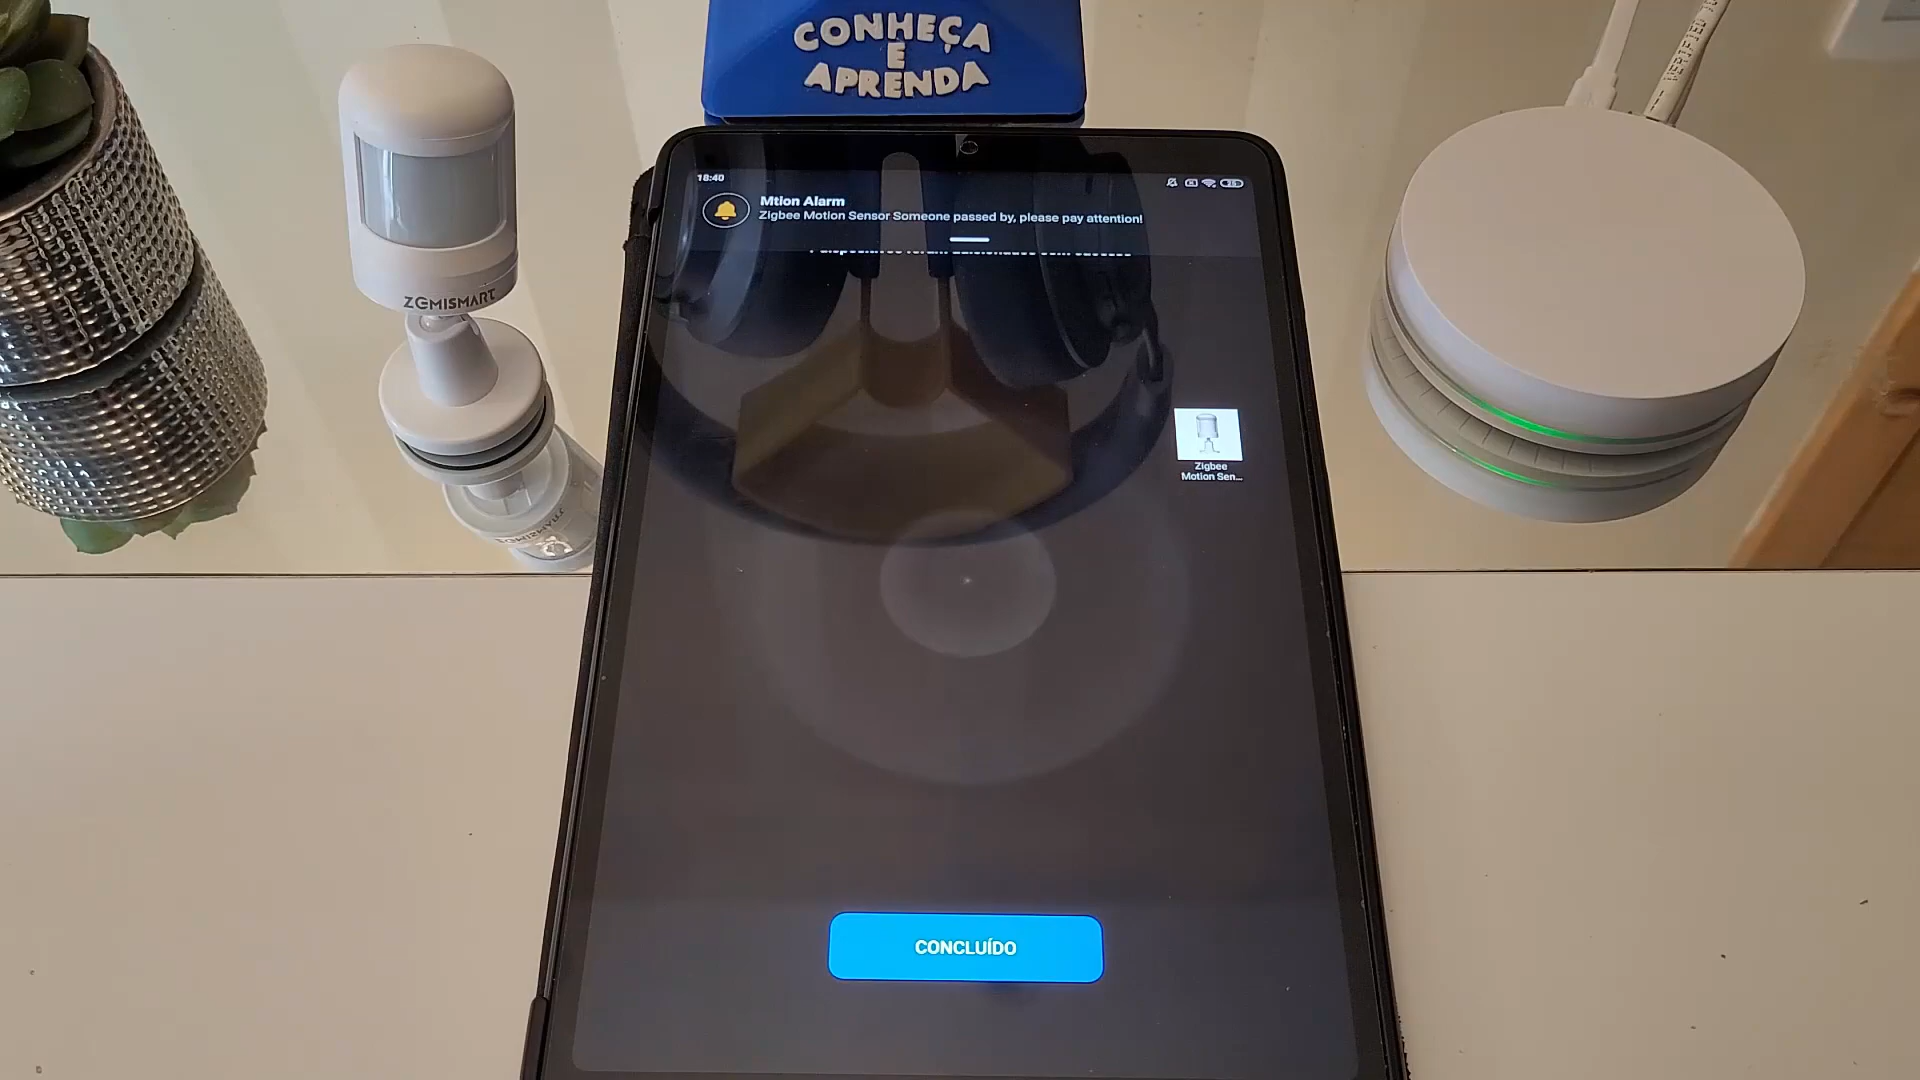 CONHEÇA
E
APRENDA
VERIFIED
ZEMISMART
18:40
Mtion Alarm
Zigbee Motion Sensor Someone passed by, please pay attention!
Zigbee
Motion Sen...
CONCLUÍDO